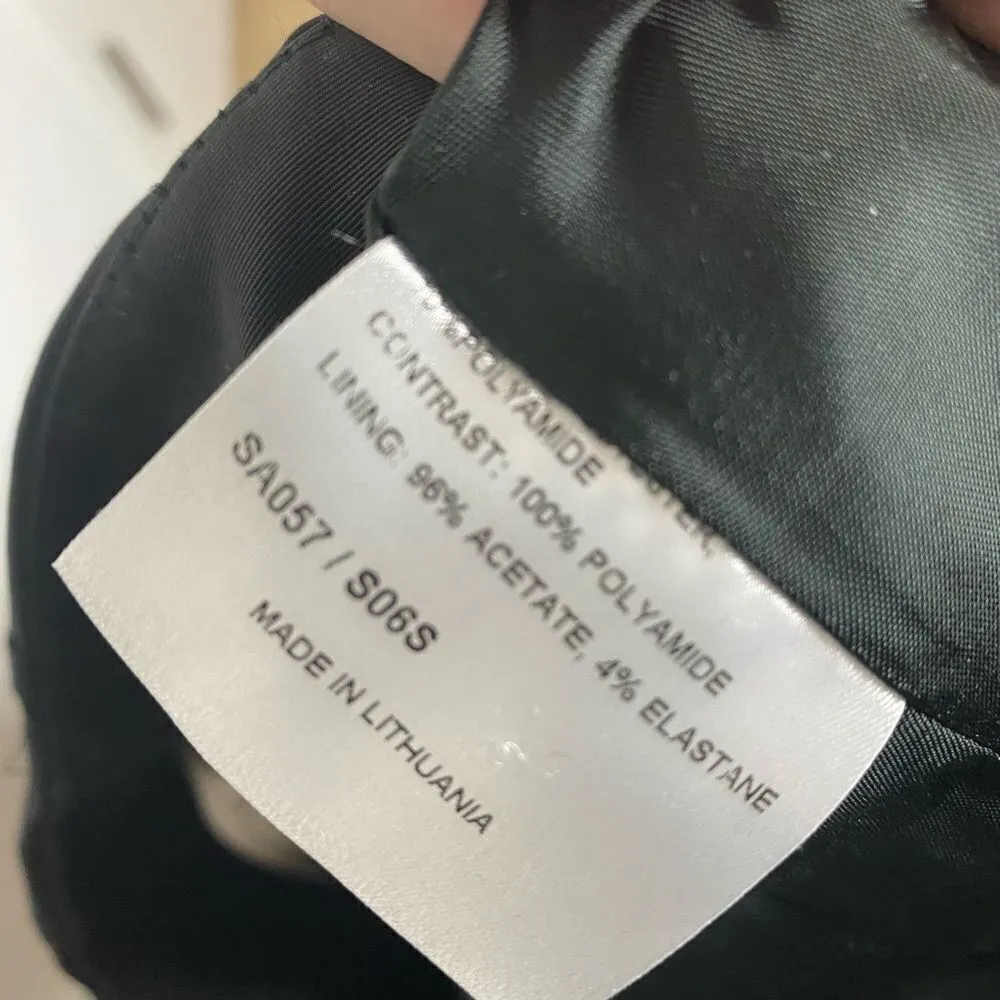 POLYAMIDE
CONTRAST: 100% POLYAMIDE
LINING: 96% ACETATE, 4% ELASTANE
SA057 / S06S
MADE IN LITHUANIA